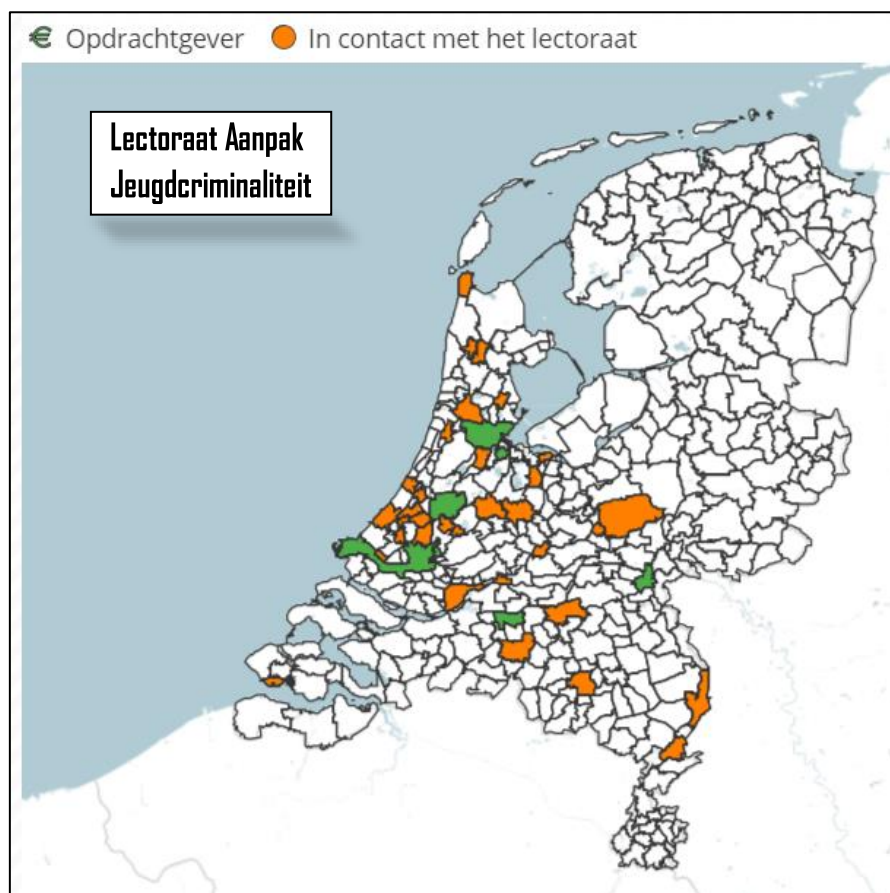 € Opdrachtgever In contact met het lectoraat
Lectoraat Aanpak
Jeugdcriminaliteit